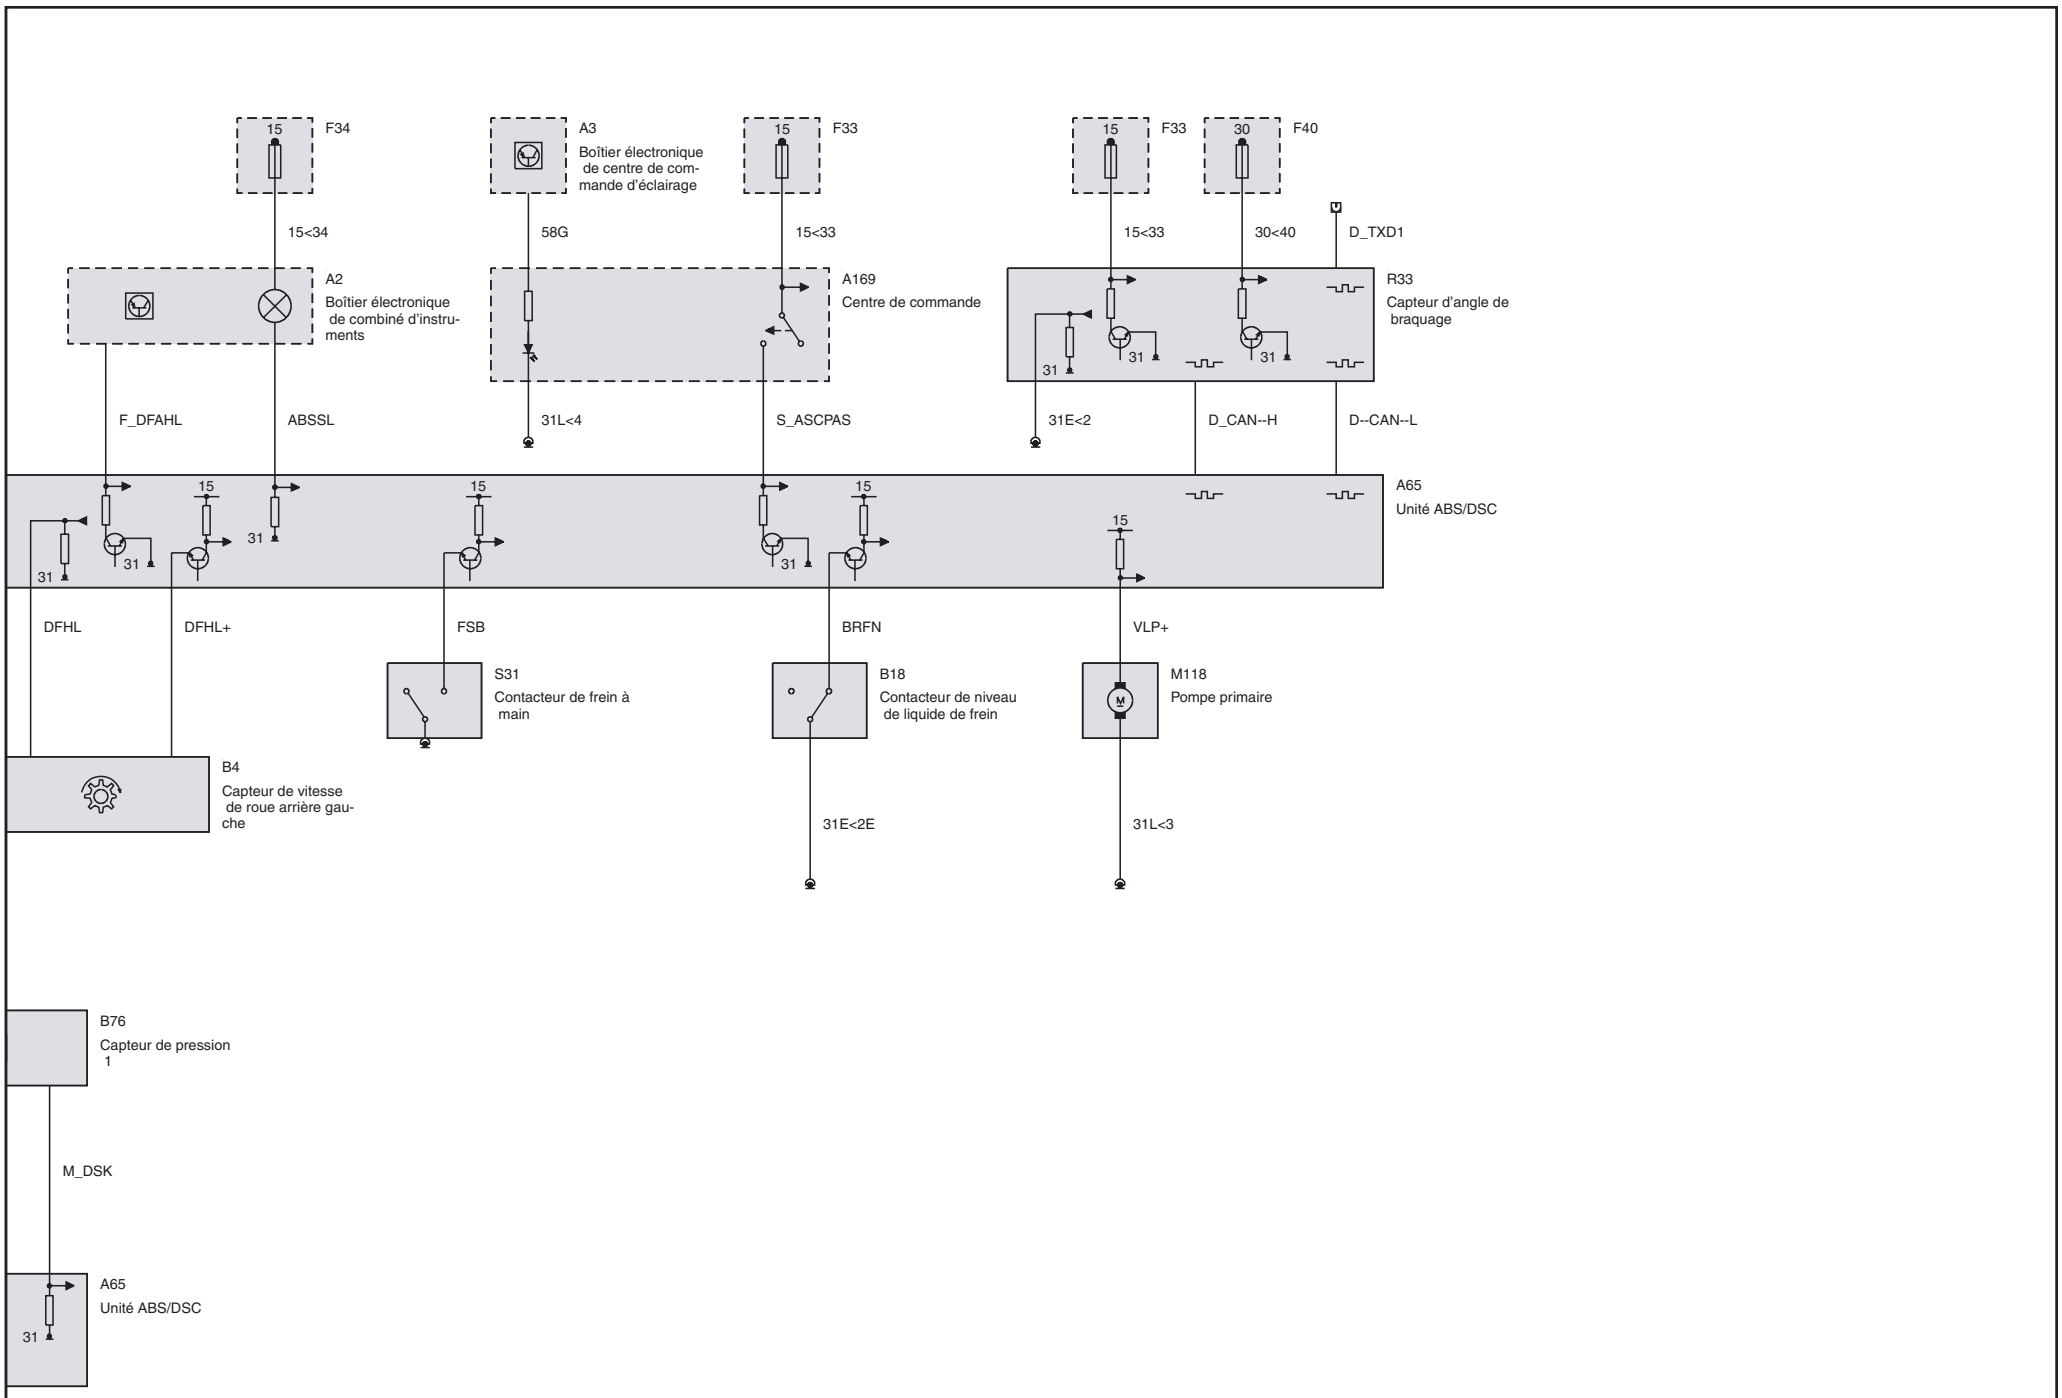 15
F34
A3
Boîtier électronique
de centre de com-
mande d'éclairage
15
F33
15
F33
30
F40
15<34
58G
15<33
15<33
30<40
D_TXD1
A2
Boîtier électronique
de combiné d'instru-
ments
A169
Centre de commande
R33
Capteur d'angle de
braquage
31
31
31
F_DFAHL
ABSSL
31L<4
S_ASCPAS
31E<2
D_CAN--H
D--CAN--L
15
15
15
15
A65
Unité ABS/DSC
31
31
31
31
DFHL
DFHL+
FSB
BRFN
VLP+
S31
Contacteur de frein à
main
B18
Contacteur de niveau
de liquide de frein
M
M118
Pompe primaire
B4
Capteur de vitesse
de roue arrière gau-
che
31E<2E
31L<3
B76
Capteur de pression
1
M_DSK
A65
Unité ABS/DSC
31